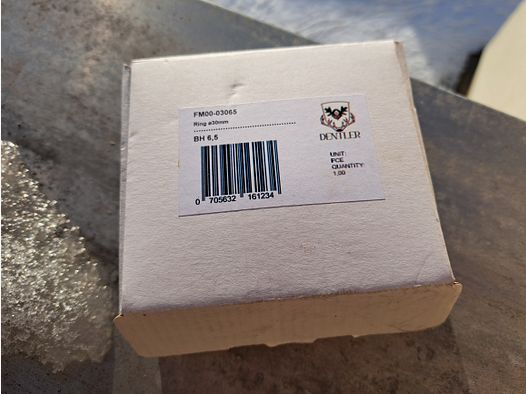 FM00-03065
Ring ø30mm
BH 6,5
0 705632 161234
DENTLER
UNIT:
PCE
QUANTITY:
1,00